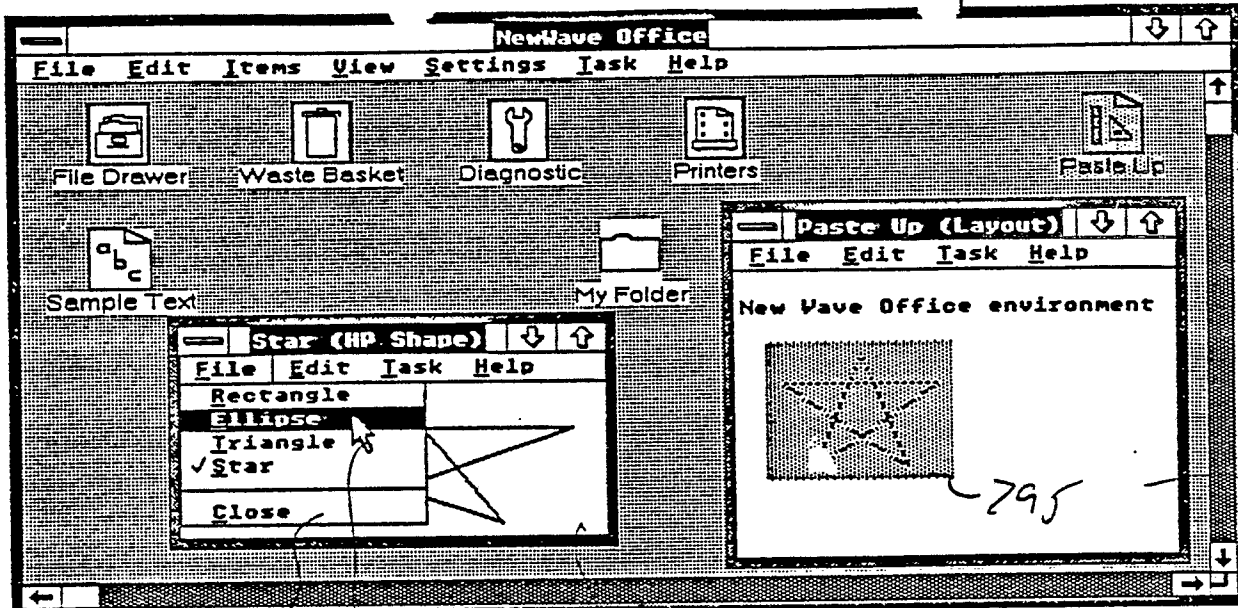 NewWave Office
File Edit Items View Settings Task Help
File Drawer Waste Basket Diagnostic Printers Paste Up
Sample Text My Folder
Paste Up (Layout)
File Edit Task Help
New Wave Office environment
Star (HP Shape)
File Edit Task Help
Rectangle
Ellipse
Triangle
✓Star
Close
295